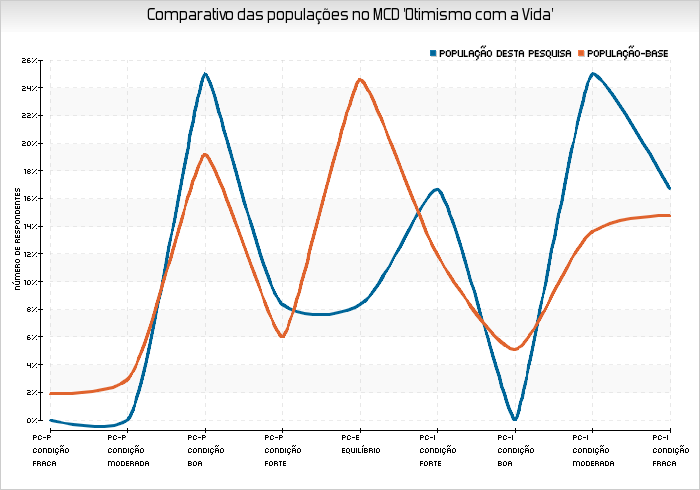 Comparativo das populações no MCD 'Otimismo com a Vida'
POPULAÇÃO DESTA PESQUISA POPULAÇÃO-BASE
NÚMERO DE RESPONDENTES
26%
24%
22%
20%
18%
16%
14%
12%
10%
8%
6%
4%
2%
0%
PC-P CONDIÇÃO FRACA
PC-P CONDIÇÃO MODERADA
PC-P CONDIÇÃO BOA
PC-P CONDIÇÃO FORTE
PC-E EQUILÍBRIO
PC-I CONDIÇÃO FORTE
PC-I CONDIÇÃO BOA
PC-I CONDIÇÃO MODERADA
PC-I CONDIÇÃO FRACA